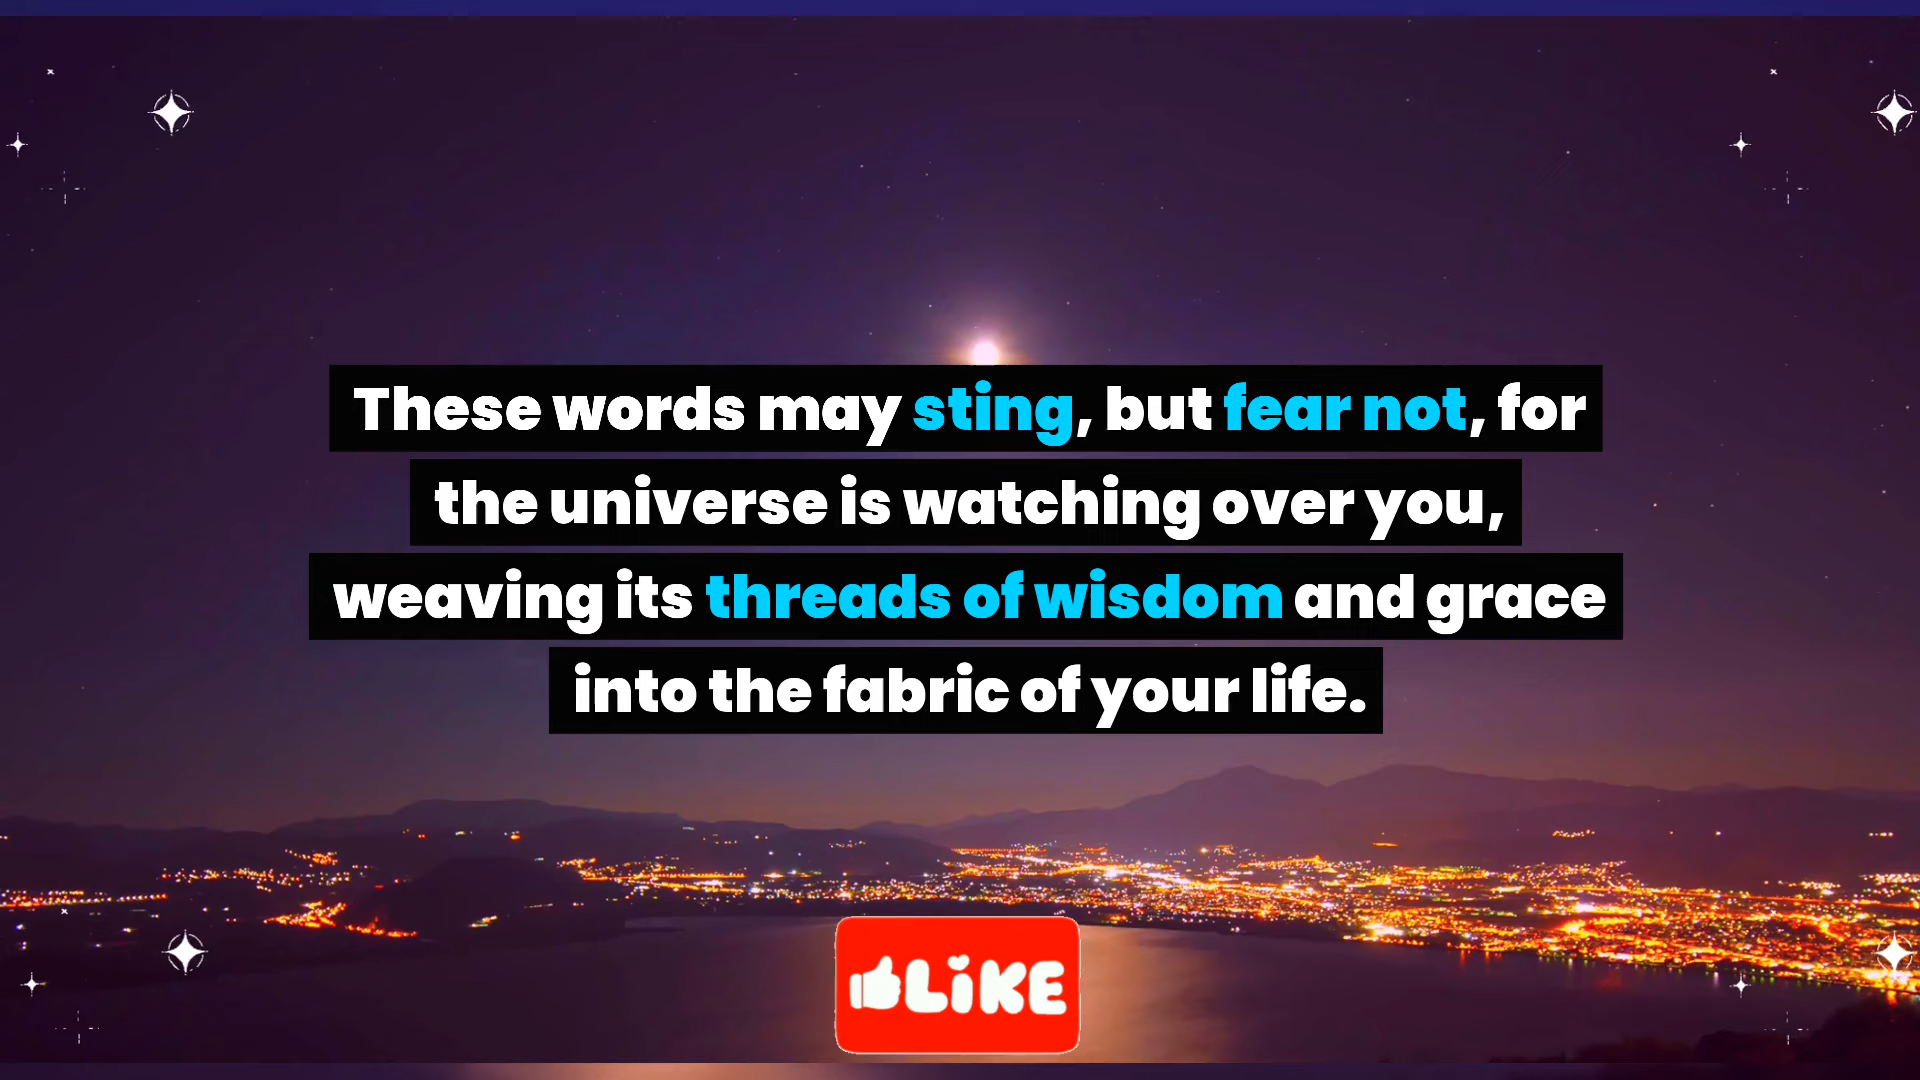 These words may sting, but fear not, for
the universe is watching over you,
weaving its threads of wisdom and grace
into the fabric of your life.
LiKE